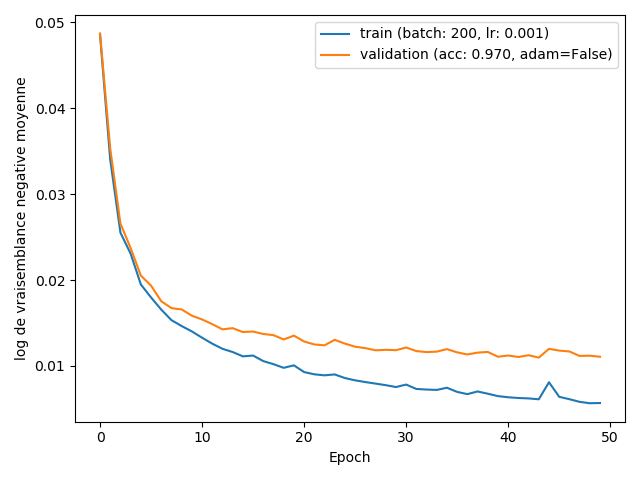 train (batch: 200, lr: 0.001)
validation (acc: 0.970, adam=False)
log de vraisemblance negative moyenne
0.05
0.04
0.03
0.02
0.01
0 10 20 30 40 50
Epoch